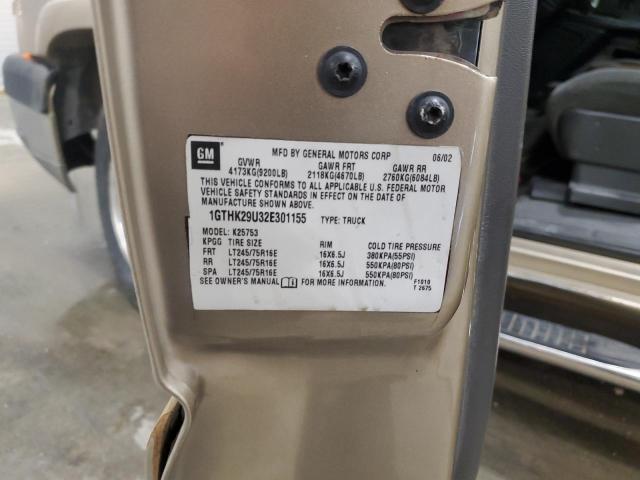 GM
MFD BY GENERAL MOTORS CORP 06/02
GVWR GAWR FRT GAWR RR
4173KG(9200LB) 2118KG(4670LB) 2760KG(6084LB)
THIS VEHICLE CONFORMS TO ALL APPLICABLE U.S. FEDERAL MOTOR
VEHICLE SAFETY STANDARDS IN EFFECT ON THE DATE OF
MANUFACTURE SHOWN ABOVE.
1GTHK29U32E301155 TYPE: TRUCK
MODEL: K25753
KPGG TIRE SIZE RIM COLD TIRE PRESSURE
FRT LT245/75R16E 16X6.5J 380KPA(55PSI)
RR LT245/75R16E 16X6.5J 550KPA(80PSI)
SPA LT245/75R16E 16X6.5J 550KPA(80PSI)
SEE OWNER'S MANUAL FOR MORE INFORMATION. F1010
T 2675